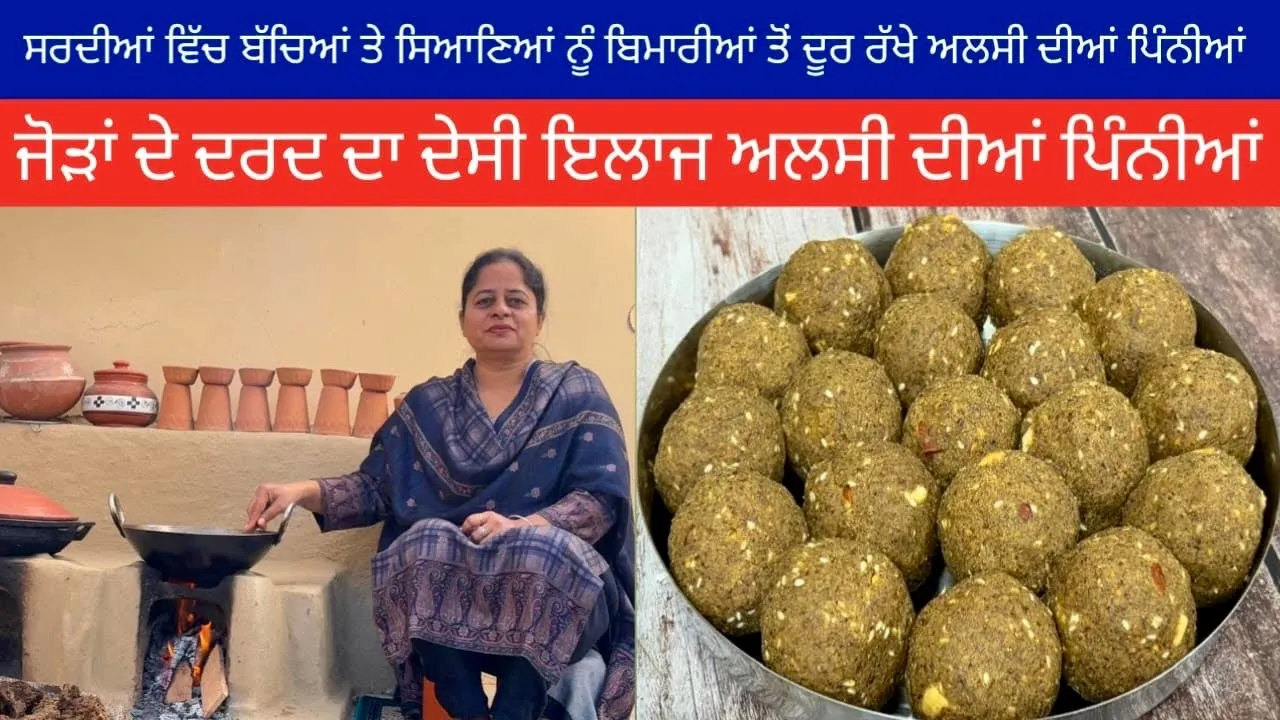 ਸਰਦੀਆਂ ਵਿੱਚ ਬੱਚਿਆਂ ਤੇ ਸਿਆਣਿਆਂ ਨੂੰ ਬਿਮਾਰੀਆਂ ਤੋਂ ਦੂਰ ਰੱਖੇ ਅਲਸੀ ਦੀਆਂ ਪਿੰਨੀਆਂ
ਜੋੜਾਂ ਦੇ ਦਰਦ ਦਾ ਦੇਸੀ ਇਲਾਜ ਅਲਸੀ ਦੀਆਂ ਪਿੰਨੀਆਂ